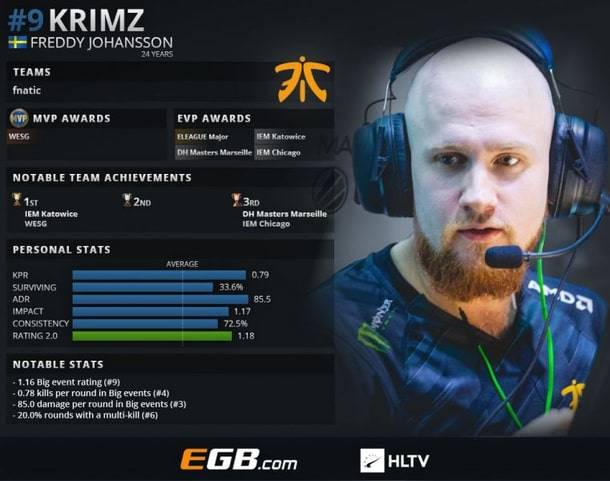 #9 KRIMZ
FREDDY JOHANSSON
24 YEARS
TEAMS
fnatic
MVP MVP AWARDS
WESG
EVP AWARDS
ELEAGUE Major IEM Katowice
DH Masters Marseille IEM Chicago
NOTABLE TEAM ACHIEVEMENTS
1ST 2ND 3RD
IEM Katowice DH Masters Marseille
WESG IEM Chicago
PERSONAL STATS
AVERAGE
KPR 0.79
SURVIVING 33.6%
ADR 85.5
IMPACT 1.17
CONSISTENCY 72.5%
RATING 2.0 1.18
NOTABLE STATS
- 1.16 Big event rating (#9)
- 0.78 kills per round in Big events (#4)
- 85.0 damage per round in Big events (#3)
- 20.0% rounds with a multi-kill (#6)
MONSTER
AMD
EGB.com HLTV